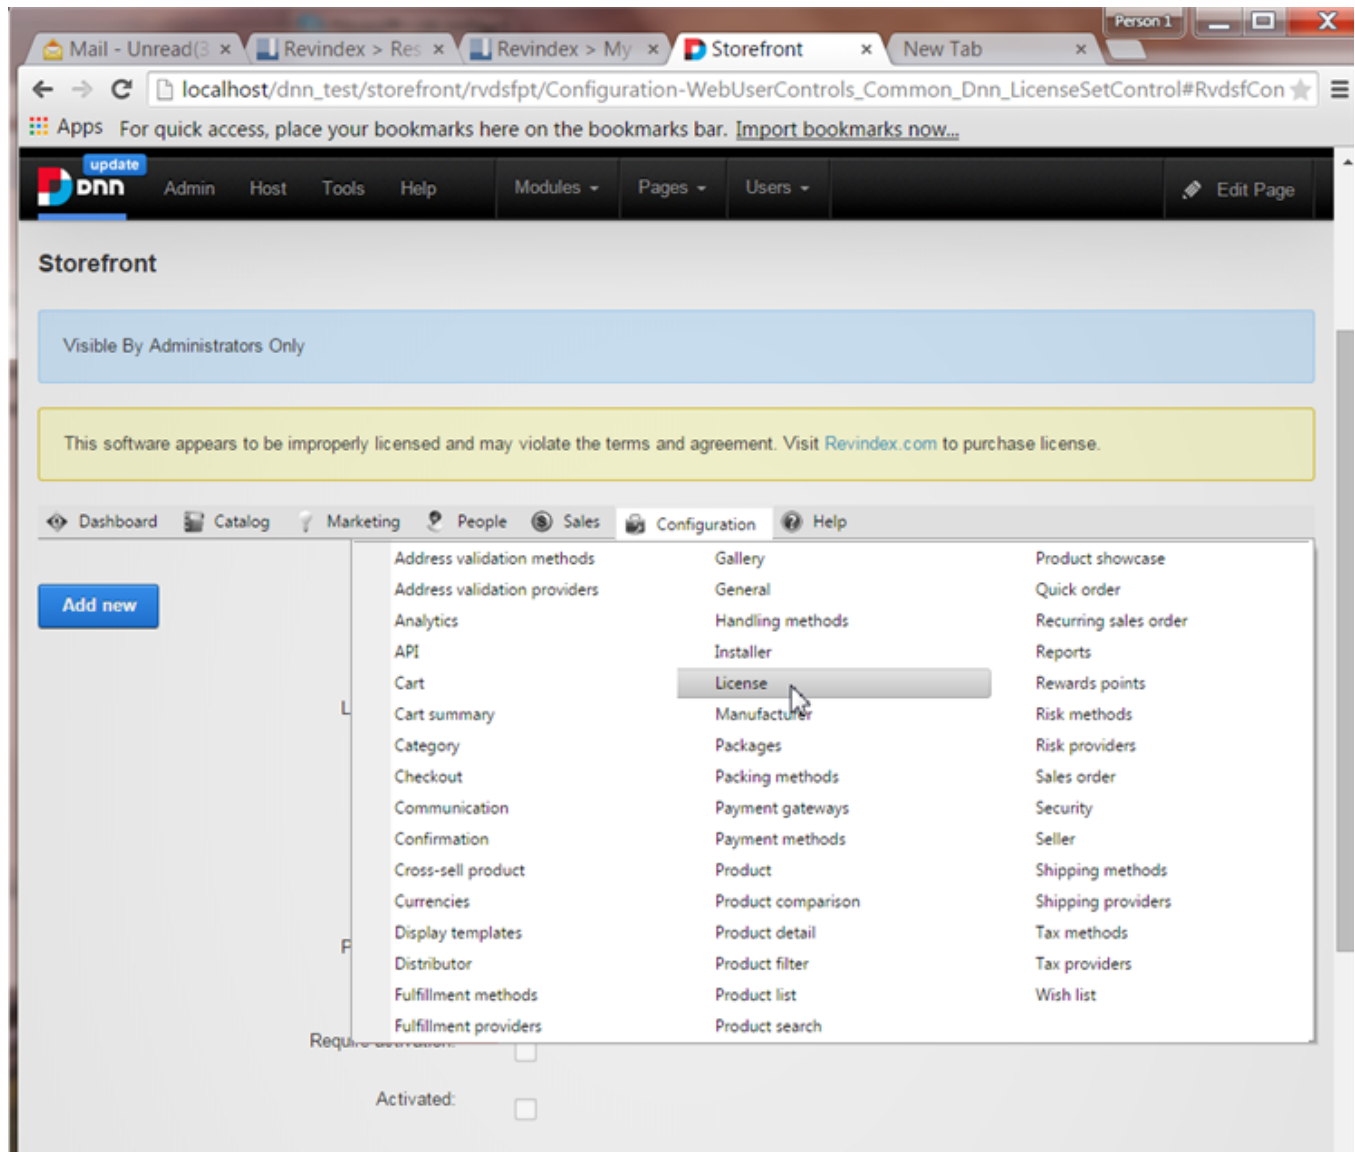 Person 1
Mail - Unread(3
Revindex > Res
Revindex > My
Storefront
New Tab
localhost/dnn_test/storefront/rvdsfpt/Configuration-WebUserControls_Common_Dnn_LicenseSetControl#RvdsfCon
Apps For quick access, place your bookmarks here on the bookmarks bar. Import bookmarks now...
update
DNN Admin Host Tools Help Modules Pages Users Edit Page
Storefront
Visible By Administrators Only
This software appears to be improperly licensed and may violate the terms and agreement. Visit Revindex.com to purchase license.
Dashboard Catalog Marketing People Sales Configuration Help
Add new
Address validation methods
Address validation providers
Analytics
API
Cart
Cart summary
Category
Checkout
Communication
Confirmation
Cross-sell product
Currencies
Display templates
Distributor
Fulfillment methods
Fulfillment providers
Gallery
General
Handling methods
Installer
License
Manufacturer
Packages
Packing methods
Payment gateways
Payment methods
Product
Product comparison
Product detail
Product filter
Product list
Product search
Product showcase
Quick order
Recurring sales order
Reports
Rewards points
Risk methods
Risk providers
Sales order
Security
Seller
Shipping methods
Shipping providers
Tax methods
Tax providers
Wish list
L
P
Require activation:
Activated: